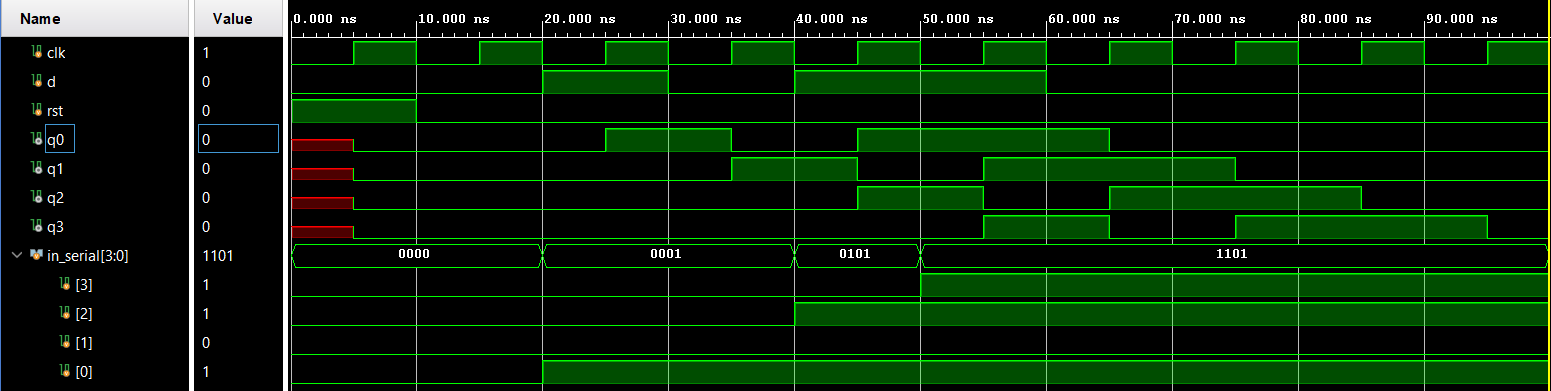 Name Value 0.000 ns 10.000 ns 20.000 ns 30.000 ns 40.000 ns 50.000 ns 60.000 ns 70.000 ns 80.000 ns 90.000 ns
clk 1
d 0
rst 0
q0 0
q1 0
q2 0
q3 0
in_serial[3:0] 1101 0000 0001 0101 1101
[3] 1
[2] 1
[1] 0
[0] 1